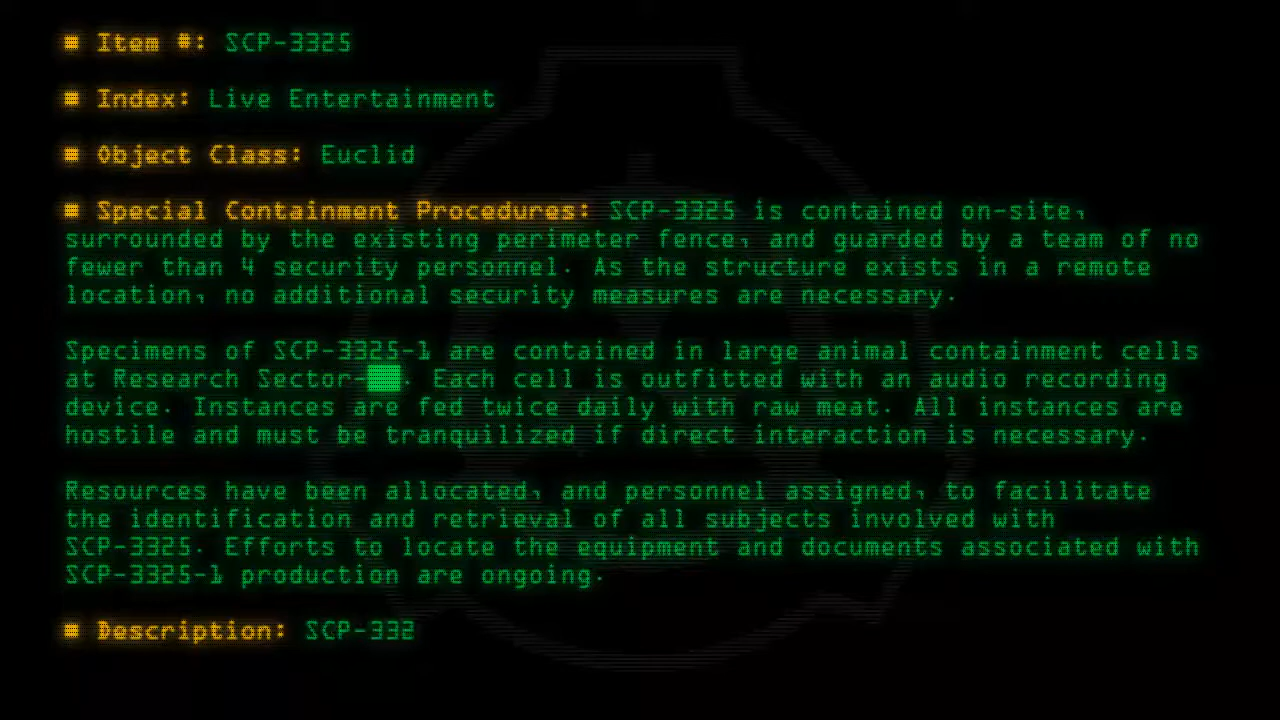 ■ Item #: SCP-3325
■ Index: Live Entertainment
■ Object Class: Euclid
■ Special Containment Procedures: SCP-3325 is contained on-site,
surrounded by the existing perimeter fence, and guarded by a team of no
fewer than 4 security personnel. As the structure exists in a remote
location, no additional security measures are necessary.
Specimens of SCP-3325-1 are contained in large animal containment cells
at Research Sector-██. Each cell is outfitted with an audio recording
device. Instances are fed twice daily with raw meat. All instances are
hostile and must be tranquilized if direct interaction is necessary.
Resources have been allocated, and personnel assigned, to facilitate
the identification and retrieval of all subjects involved with
SCP-3325. Efforts to locate the equipment and documents associated with
SCP-3325-1 production are ongoing.
■ Description: SCP-332